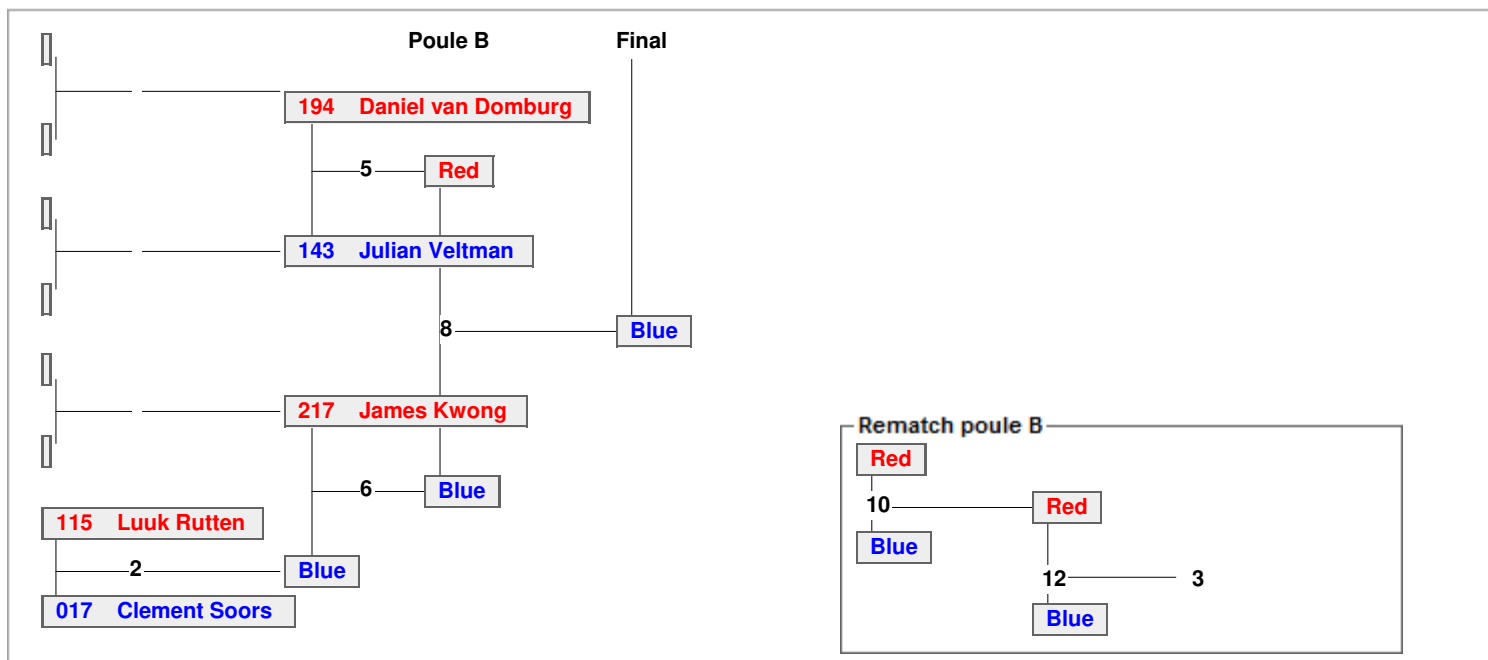 Poule B Final
194 Daniel van Domburg
5 Red
143 Julian Veltman
8 Blue
217 James Kwong
6 Blue
115 Luuk Rutten
2 Blue
017 Clement Soors
Rematch poule B
Red
10 Red
Blue
12 3
Blue